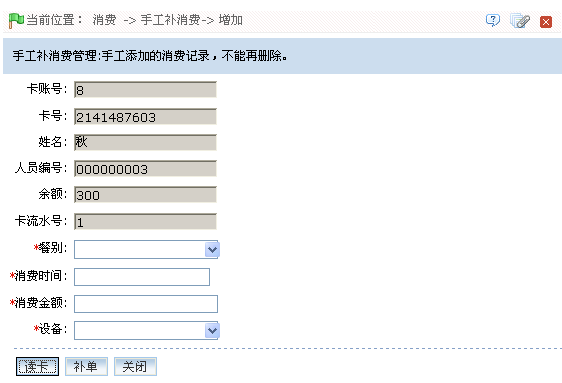 当前位置： 消费 -> 手工补消费-> 增加
手工补消费管理:手工添加的消费记录，不能再删除。
卡账号: 8
卡号: 2141487603
姓名: 秋
人员编号: 000000003
余额: 300
卡流水号: 1
*餐别:
*消费时间:
*消费金额:
*设备:
读卡 补单 关闭